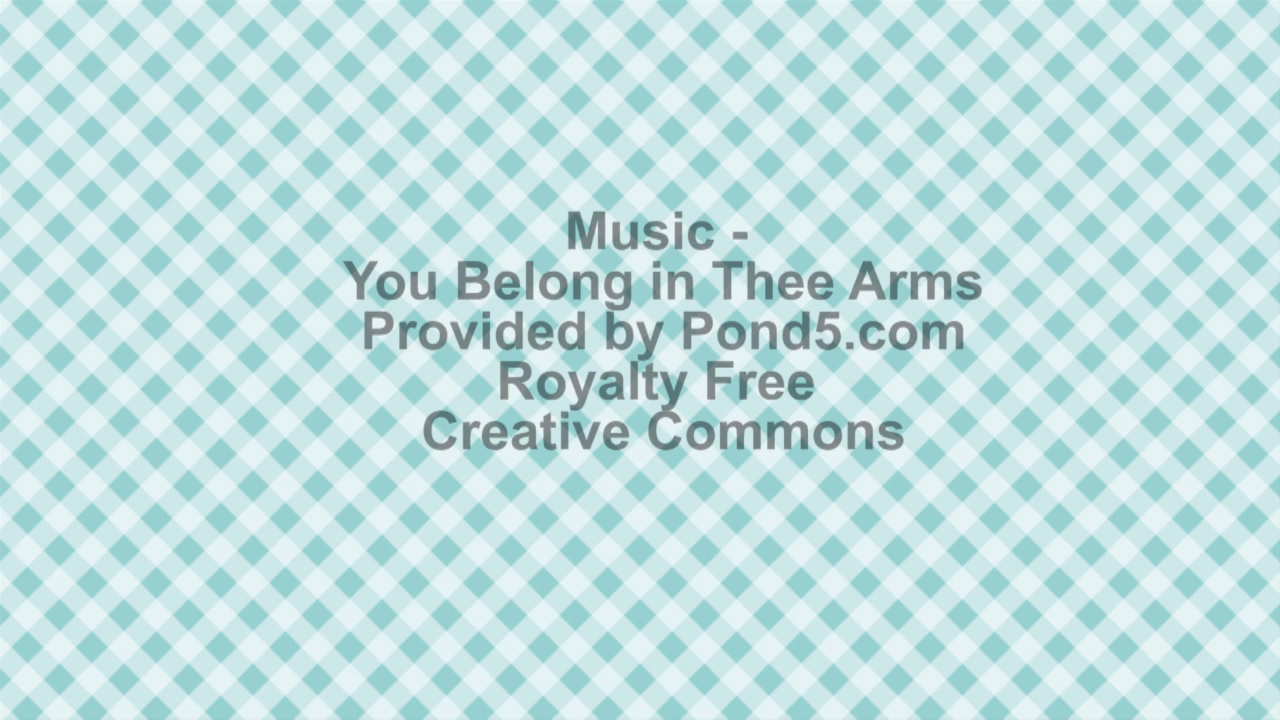 Music -
You Belong in Thee Arms
Provided by Pond5.com
Royalty Free
Creative Commons